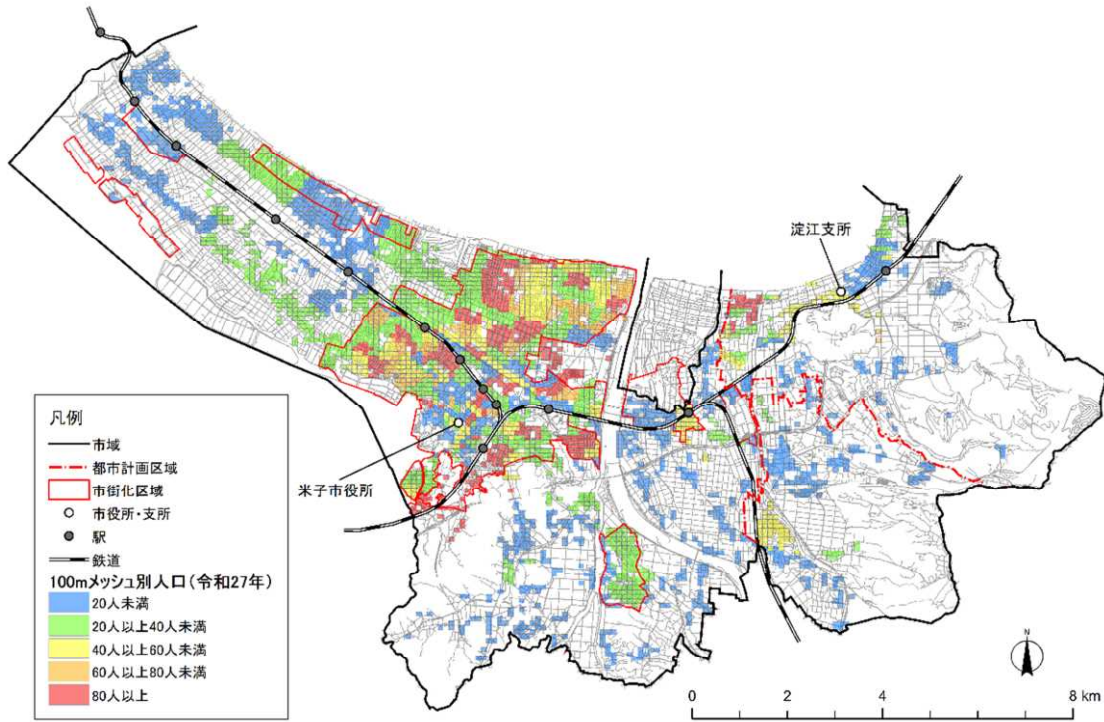 淀江支所
米子市役所
凡例
市域
都市計画区域
市街化区域
市役所・支所
駅
鉄道
100mメッシュ別人口(令和27年)
20人未満
20人以上40人未満
40人以上60人未満
60人以上80人未満
80人以上
N
0 2 4 8 km